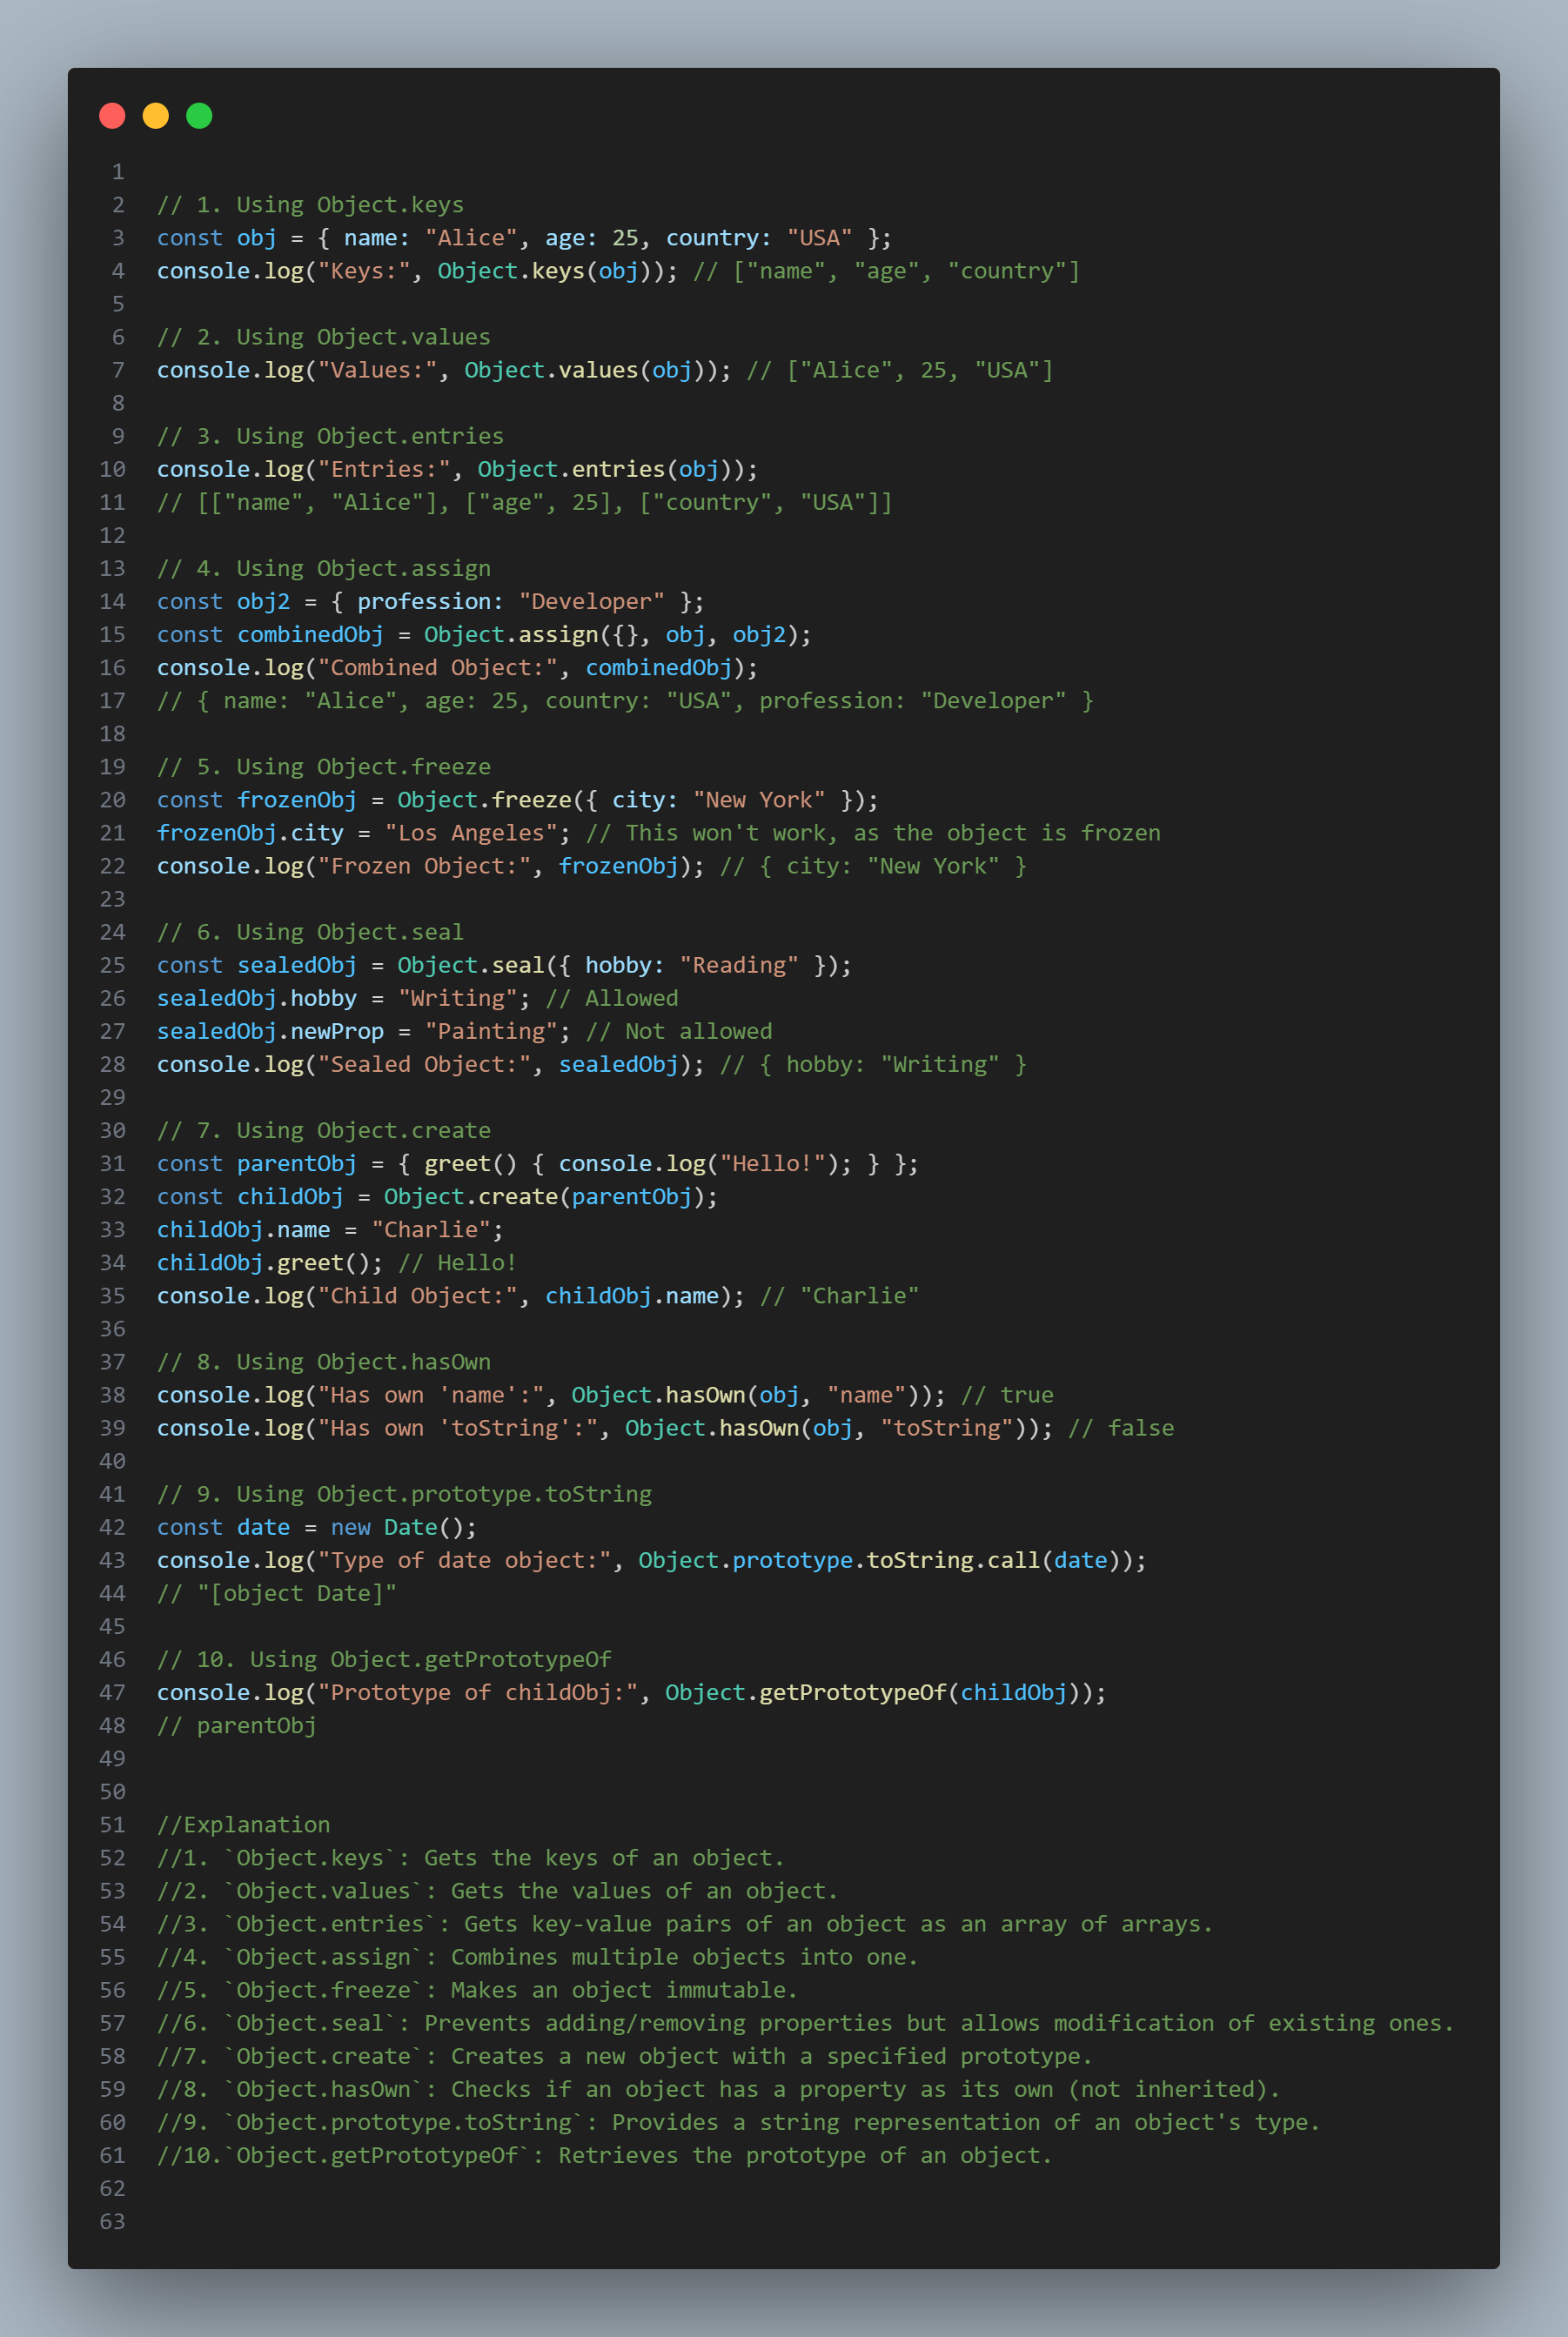 1
2 // 1. Using Object.keys
3 const obj = { name: "Alice", age: 25, country: "USA" };
4 console.log("Keys:", Object.keys(obj)); // ["name", "age", "country"]
5
6 // 2. Using Object.values
7 console.log("Values:", Object.values(obj)); // ["Alice", 25, "USA"]
8
9 // 3. Using Object.entries
10 console.log("Entries:", Object.entries(obj));
11 // [["name", "Alice"], ["age", 25], ["country", "USA"]]
12
13 // 4. Using Object.assign
14 const obj2 = { profession: "Developer" };
15 const combinedObj = Object.assign({}, obj, obj2);
16 console.log("Combined Object:", combinedObj);
17 // { name: "Alice", age: 25, country: "USA", profession: "Developer" }
18
19 // 5. Using Object.freeze
20 const frozenObj = Object.freeze({ city: "New York" });
21 frozenObj.city = "Los Angeles"; // This won't work, as the object is frozen
22 console.log("Frozen Object:", frozenObj); // { city: "New York" }
23
24 // 6. Using Object.seal
25 const sealedObj = Object.seal({ hobby: "Reading" });
26 sealedObj.hobby = "Writing"; // Allowed
27 sealedObj.newProp = "Painting"; // Not allowed
28 console.log("Sealed Object:", sealedObj); // { hobby: "Writing" }
29
30 // 7. Using Object.create
31 const parentObj = { greet() { console.log("Hello!"); } };
32 const childObj = Object.create(parentObj);
33 childObj.name = "Charlie";
34 childObj.greet(); // Hello!
35 console.log("Child Object:", childObj.name); // "Charlie"
36
37 // 8. Using Object.hasOwn
38 console.log("Has own 'name':", Object.hasOwn(obj, "name")); // true
39 console.log("Has own 'toString':", Object.hasOwn(obj, "toString")); // false
40
41 // 9. Using Object.prototype.toString
42 const date = new Date();
43 console.log("Type of date object:", Object.prototype.toString.call(date));
44 // "[object Date]"
45
46 // 10. Using Object.getPrototypeOf
47 console.log("Prototype of childObj:", Object.getPrototypeOf(childObj));
48 // parentObj
49
50
51 //Explanation
52 //1. `Object.keys`: Gets the keys of an object.
53 //2. `Object.values`: Gets the values of an object.
54 //3. `Object.entries`: Gets key-value pairs of an object as an array of arrays.
55 //4. `Object.assign`: Combines multiple objects into one.
56 //5. `Object.freeze`: Makes an object immutable.
57 //6. `Object.seal`: Prevents adding/removing properties but allows modification of existing ones.
58 //7. `Object.create`: Creates a new object with a specified prototype.
59 //8. `Object.hasOwn`: Checks if an object has a property as its own (not inherited).
60 //9. `Object.prototype.toString`: Provides a string representation of an object's type.
61 //10.`Object.getPrototypeOf`: Retrieves the prototype of an object.
62
63